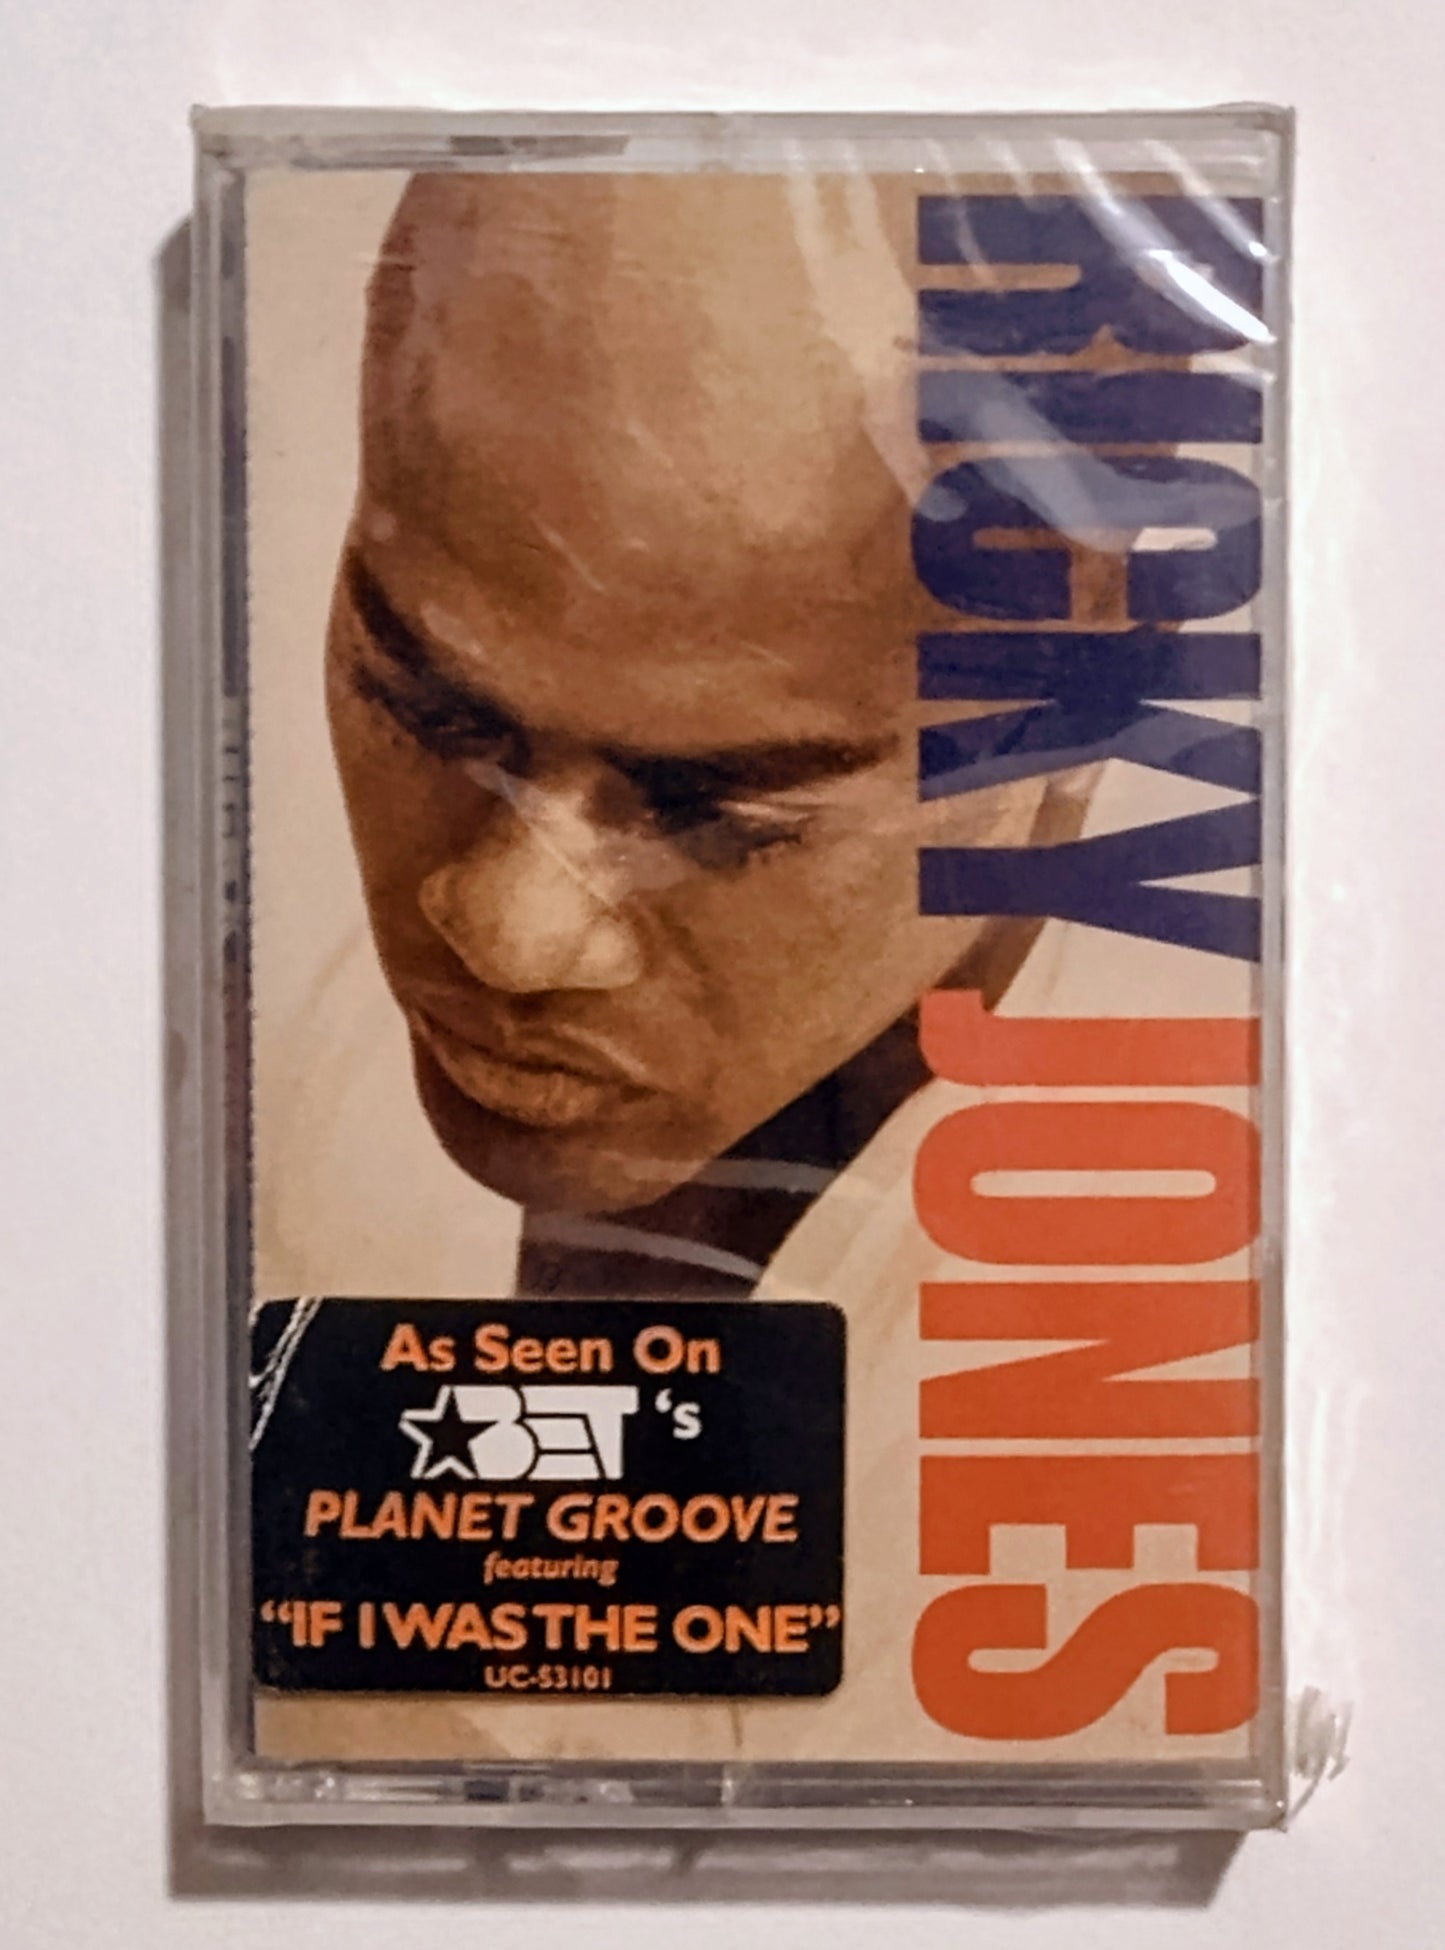 RICKY JONES
As Seen On
BET's
PLANET GROOVE
featuring
"IF I WAS THE ONE"
UC-53101